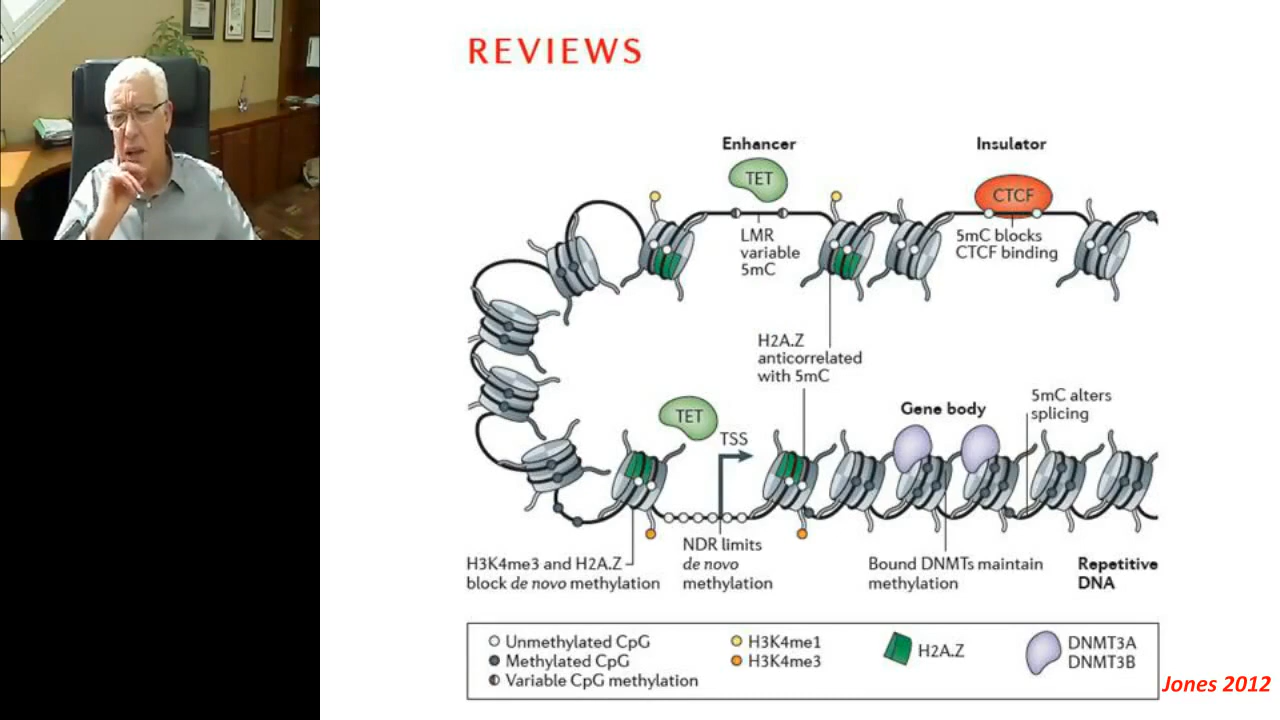 REVIEWS
Enhancer
Insulator
TET
CTCF
LMR
variable
5mC
5mC blocks
CTCF binding
H2A.Z
anticorrelated
with 5mC
5mC alters
splicing
Gene body
TET
TSS
NDR limits
de novo
methylation
H3K4me3 and H2A.Z
block de novo methylation
Bound DNMTs maintain
methylation
Repetitive
DNA
Unmethylated CpG
Methylated CpG
Variable CpG methylation
H3K4me1
H3K4me3
H2A.Z
DNMT3A
DNMT3B
Jones 2012